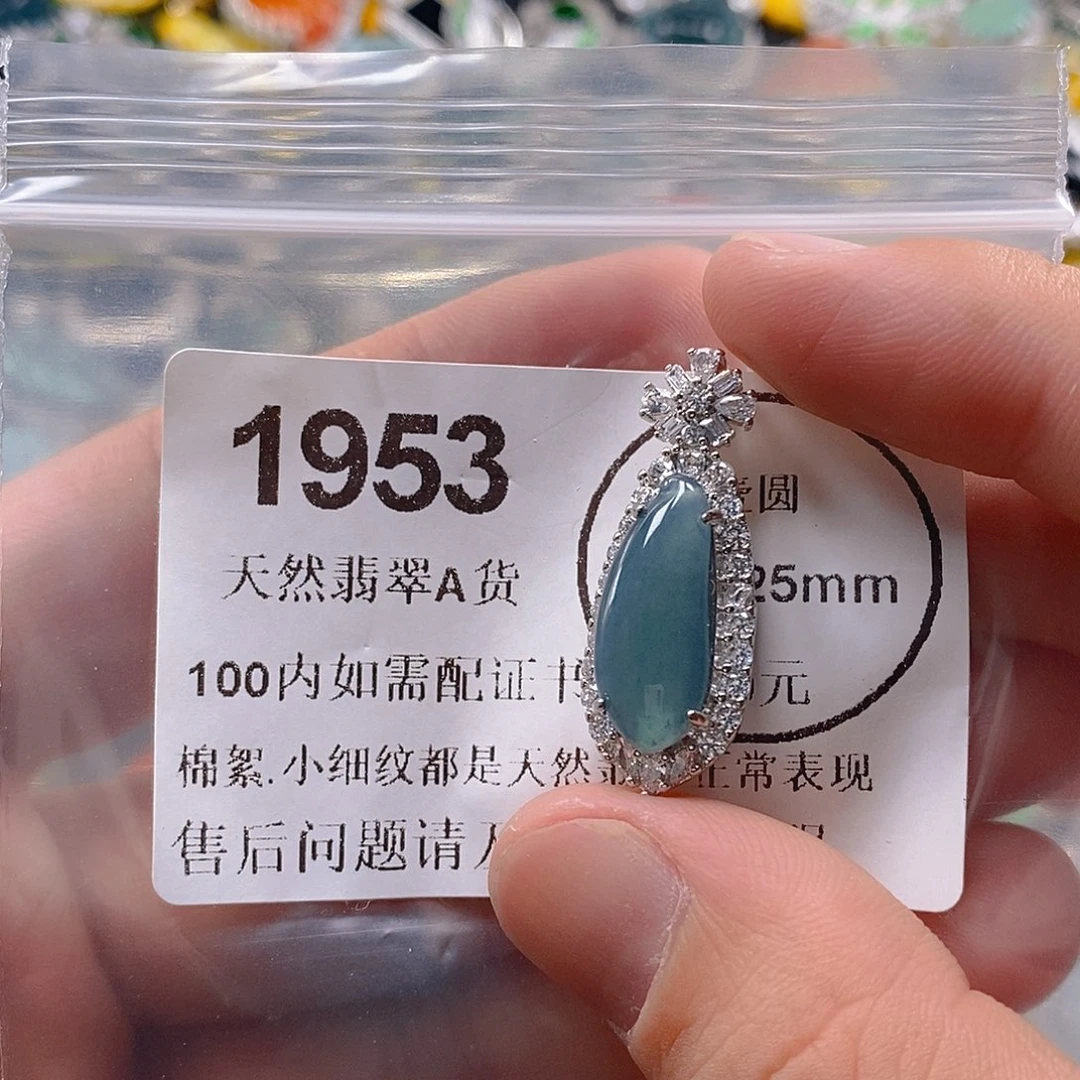 1953
天然翡翠A货
圆
25mm
100内如需配证书 元
棉絮.小细纹都是天然 正常表现
售后问题请